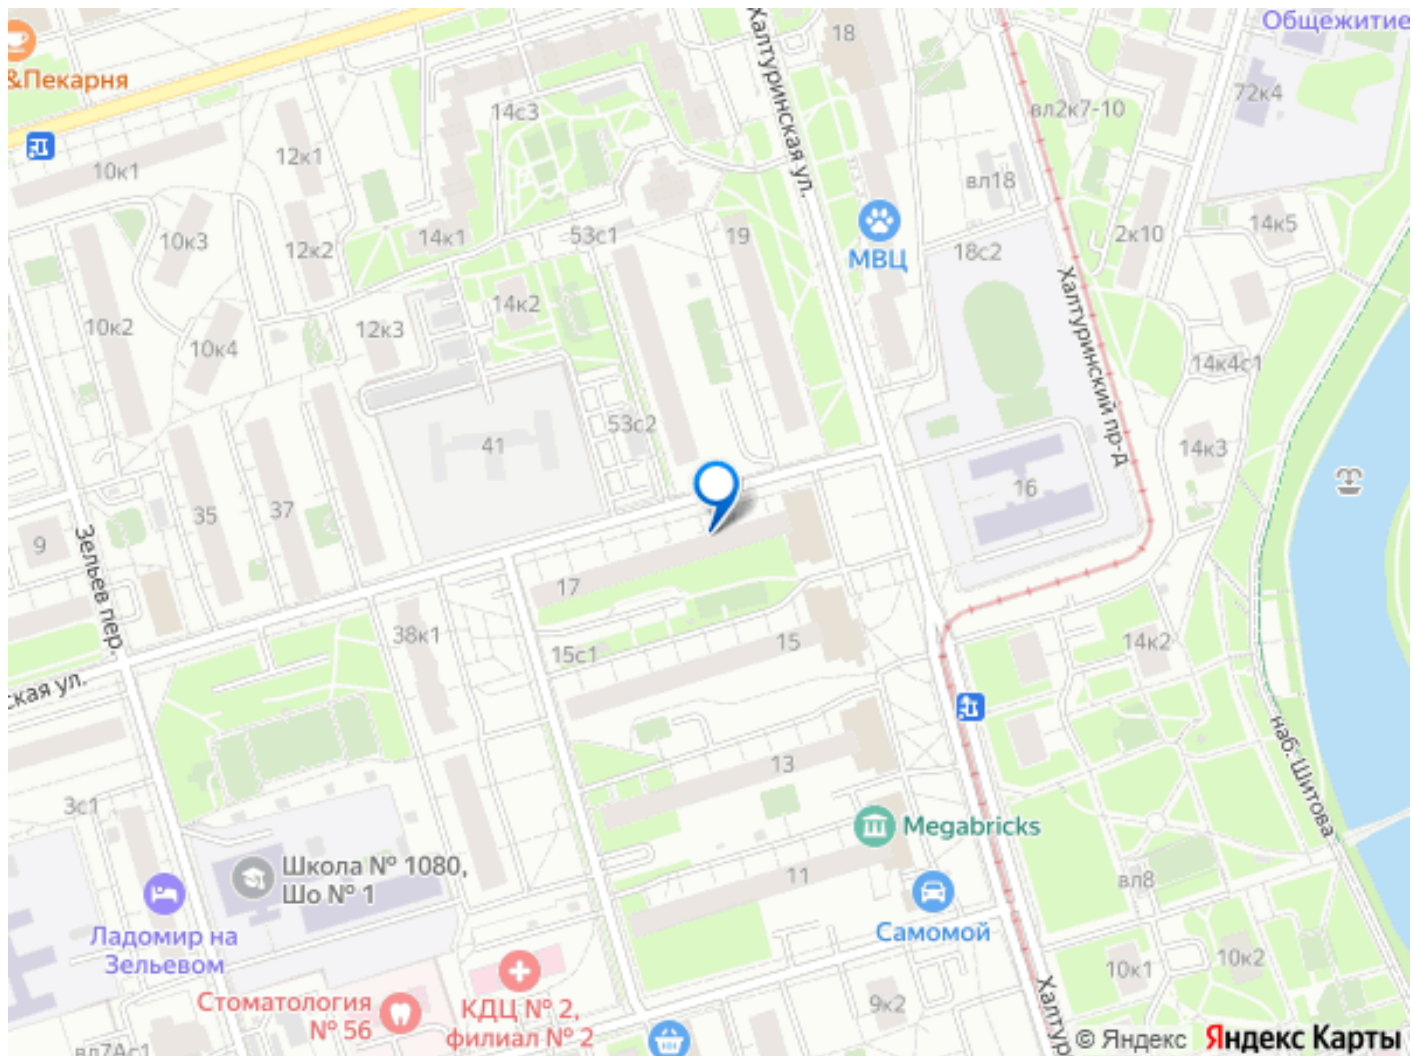 Общежитие
18
&Пекарня
Халтуринская ул.
72к4
вл2к7-10
14с3
12к1
10к1
вл18
14к5
2к10
10к3
12к2
14к1
53с1
19
МВЦ
18с2
Халтуринский пр-д
14к2
10к2
12к3
10к4
14к4с1
53с2
41
14к3
16
35
37
9
Зельев пер.
17
38к1
15с1
15
14к2
ская ул.
наб. Шитова
13
3с1
Megabricks
Школа № 1080,
Шо № 1
11
вл8
Самомой
Ладомир на
Зельевом
10к2
10к1
Стоматология
№ 56
КДЦ № 2,
филиал № 2
9к2
Халтур
вл7Ас1
© Яндекс Яндекс Карты